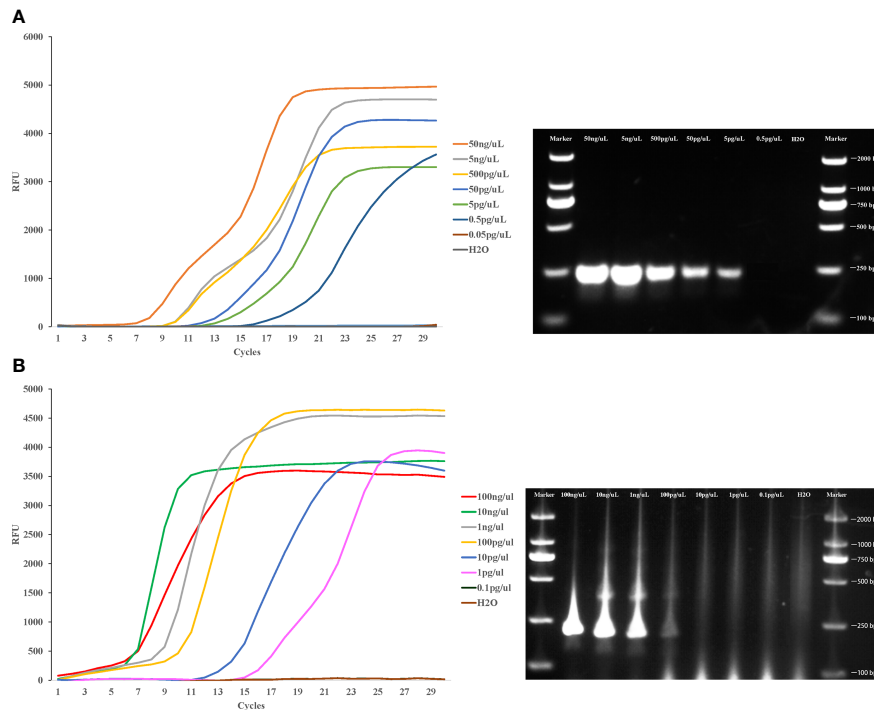 A
6000
5000
4000
3000
2000
1000
0
RFU
1 3 5 7 9 11 13 15 17 19 21 23 25 27 29
Cycles
50ng/uL
5ng/uL
500pg/uL
50pg/uL
5pg/uL
0.5pg/uL
0.05pg/uL
H2O
Marker 50ng/uL 5ng/uL 500pg/uL 50pg/uL 5pg/uL 0.5pg/uL H2O Marker
2000
1000 b
750 bp
500 bp
250 bp
100 bp
B
5000
4500
4000
3500
3000
2500
2000
1500
1000
500
0
RFU
1 3 5 7 9 11 13 15 17 19 21 23 25 27 29
Cycles
100ng/ul
10ng/ul
1ng/ul
100pg/ul
10pg/ul
1pg/ul
0.1pg/ul
H2O
Marker 100ng/uL 10ng/uL 1ng/uL 100pg/uL 10pg/uL 1pg/uL 0.1pg/uL H2O Marker
2000
1000 b
750 bp
500 bp
250 bp
100 bp